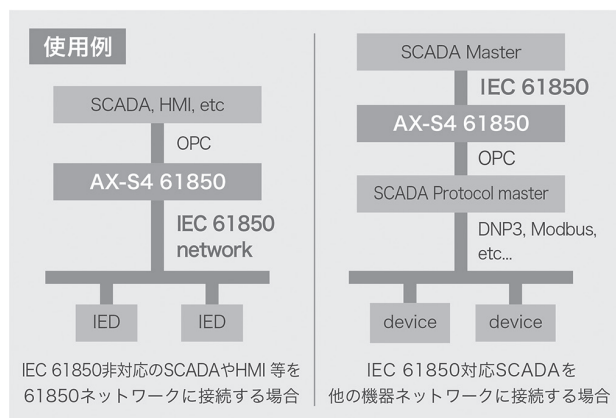 使用例
SCADA, HMI, etc
OPC
AX-S4 61850
IEC 61850
network
IED
IED
IEC 61850非対応のSCADAやHMI 等を
61850ネットワークに接続する場合
SCADA Master
IEC 61850
AX-S4 61850
OPC
SCADA Protocol master
DNP3, Modbus,
etc...
device
device
IEC 61850対応SCADAを
他の機器ネットワークに接続する場合